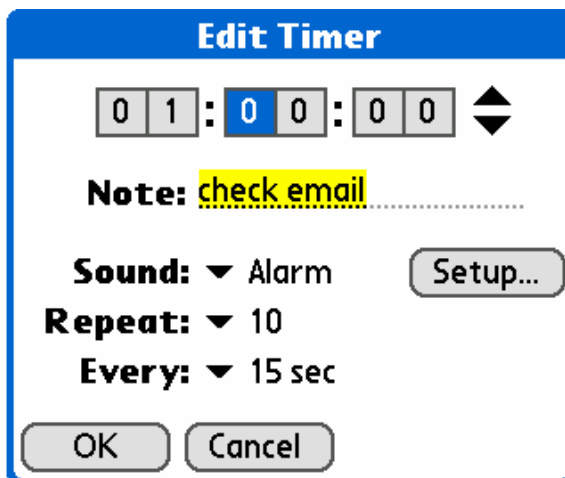 Edit Timer
01:00:00
Note: check email
Sound: Alarm Setup...
Repeat: 10
Every: 15 sec
OK Cancel